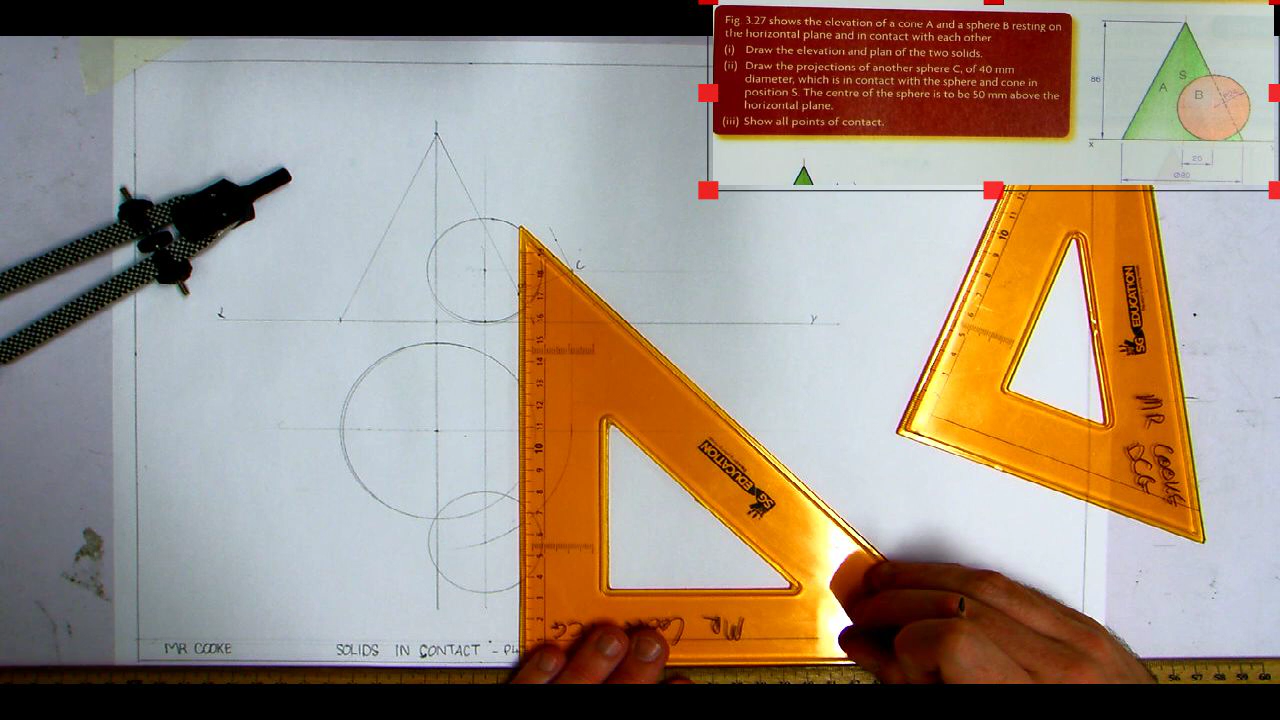 Fig 3.27 shows the elevation of a cone A and a sphere B resting on
the horizontal plane and in contact with each other
(i) Draw the elevation and plan of the two solids.
(ii) Draw the projections of another sphere C, of 40 mm
diameter, which is in contact with the sphere and cone in
position S. The centre of the sphere is to be 50 mm above the
horizontal plane.
(iii) Show all points of contact.
86
S
A
B
X
20
Ø80
C
X
Y
SG EDUCATION
MR COOKE
DCG
SG EDUCATION
MR COOKE
MR COOKE
SOLIDS IN CONTACT